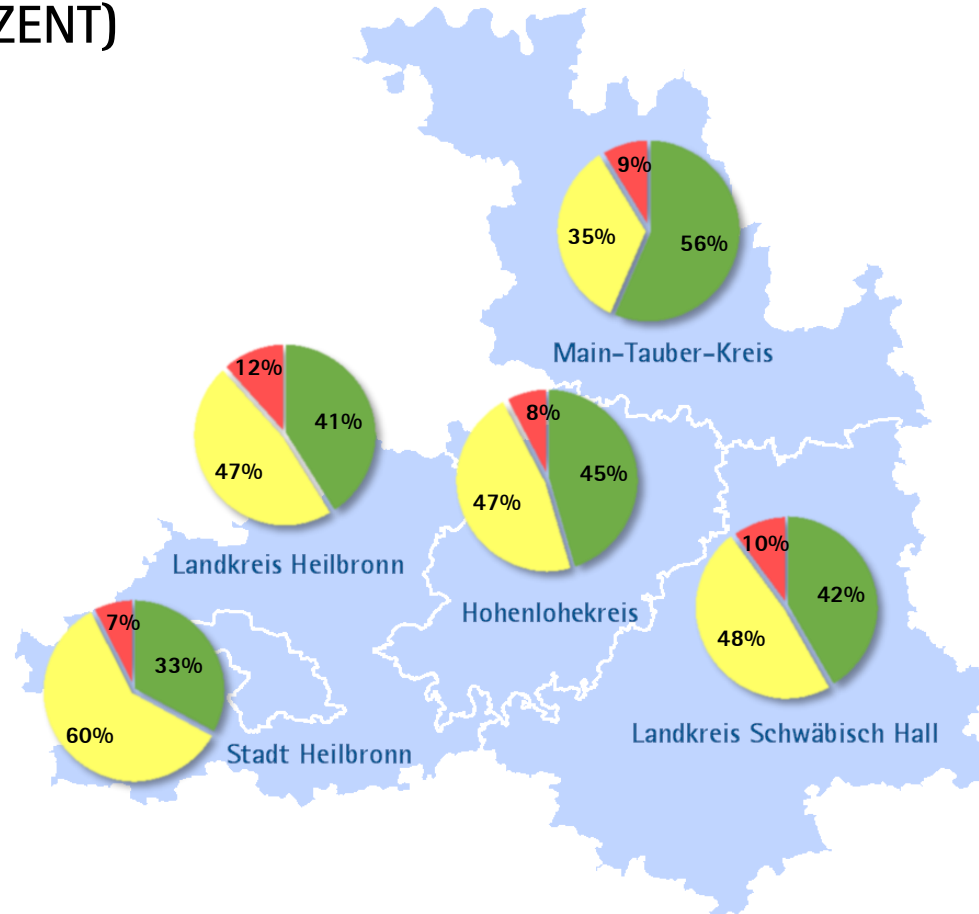 ZENT)
9%
35%
56%
Main-Tauber-Kreis
12%
41%
47%
Landkreis Heilbronn
8%
45%
47%
Hohenlohekreis
10%
42%
48%
Landkreis Schwäbisch Hall
7%
33%
60%
Stadt Heilbronn